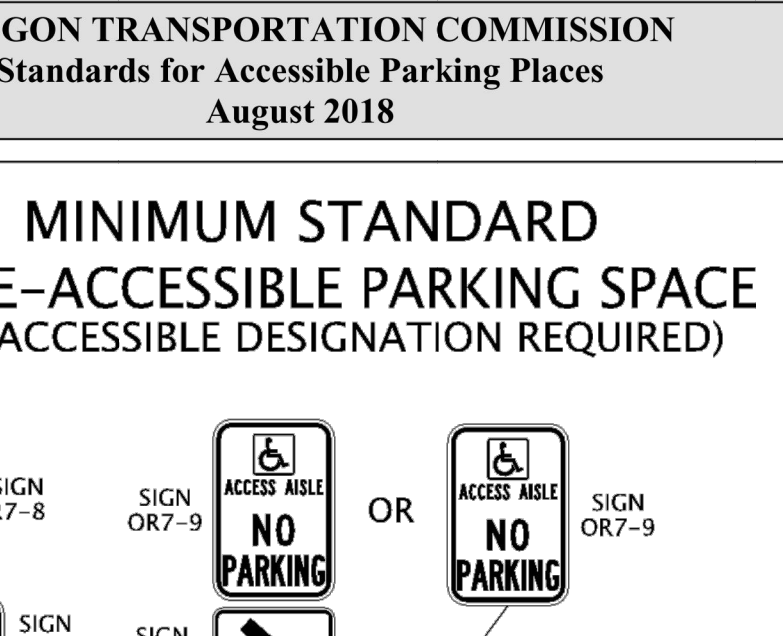 GON TRANSPORTATION COMMISSION
Standards for Accessible Parking Places
August 2018
MINIMUM STANDARD
E-ACCESSIBLE PARKING SPACE
ACCESSIBLE DESIGNATION REQUIRED)
SIGN
R7-8
SIGN
OR7-9
ACCESS AISLE
NO
PARKING
OR
ACCESS AISLE
NO
PARKING
SIGN
OR7-9
SIGN
SIGN